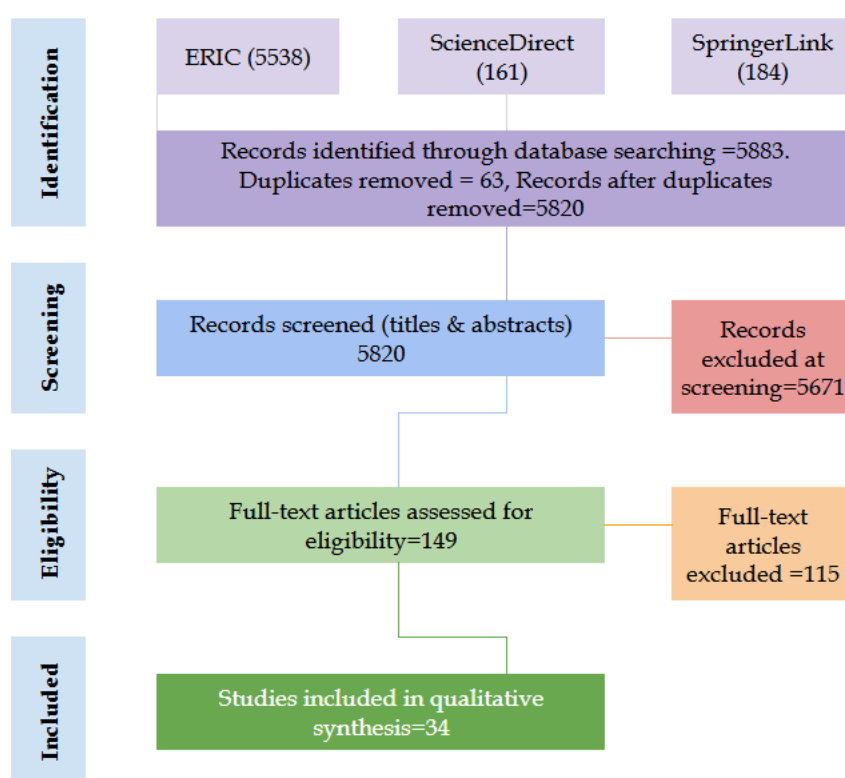 Identification
ERIC (5538)
ScienceDirect
(161)
SpringerLink
(184)
Records identified through database searching =5883.
Duplicates removed = 63, Records after duplicates
removed=5820
Screening
Records screened (titles & abstracts)
5820
Records
excluded at
screening=5671
Eligibility
Full-text articles assessed for
eligibility=149
Full-text
articles
excluded =115
Included
Studies included in qualitative
synthesis=34